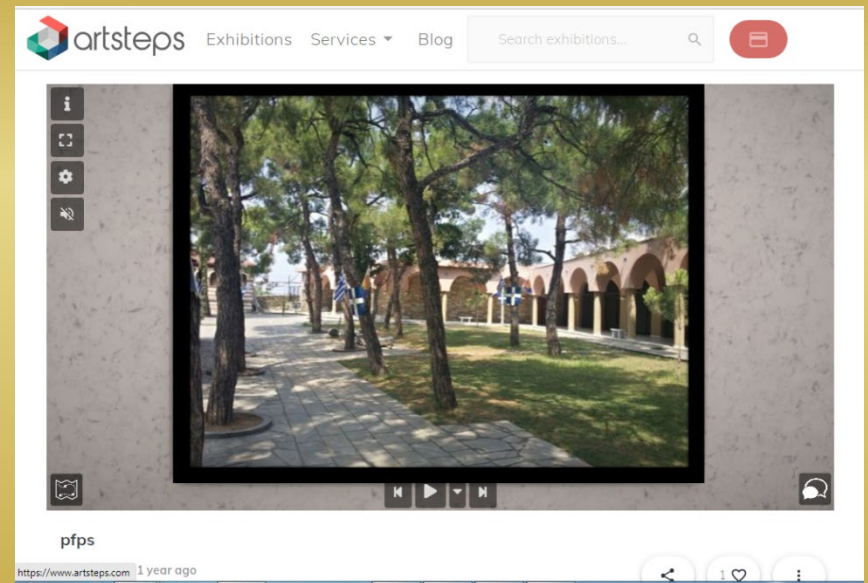 artsteps Exhibitions Services Blog Search exhibitions...
pfps
1 year ago
https://www.artsteps.com
1